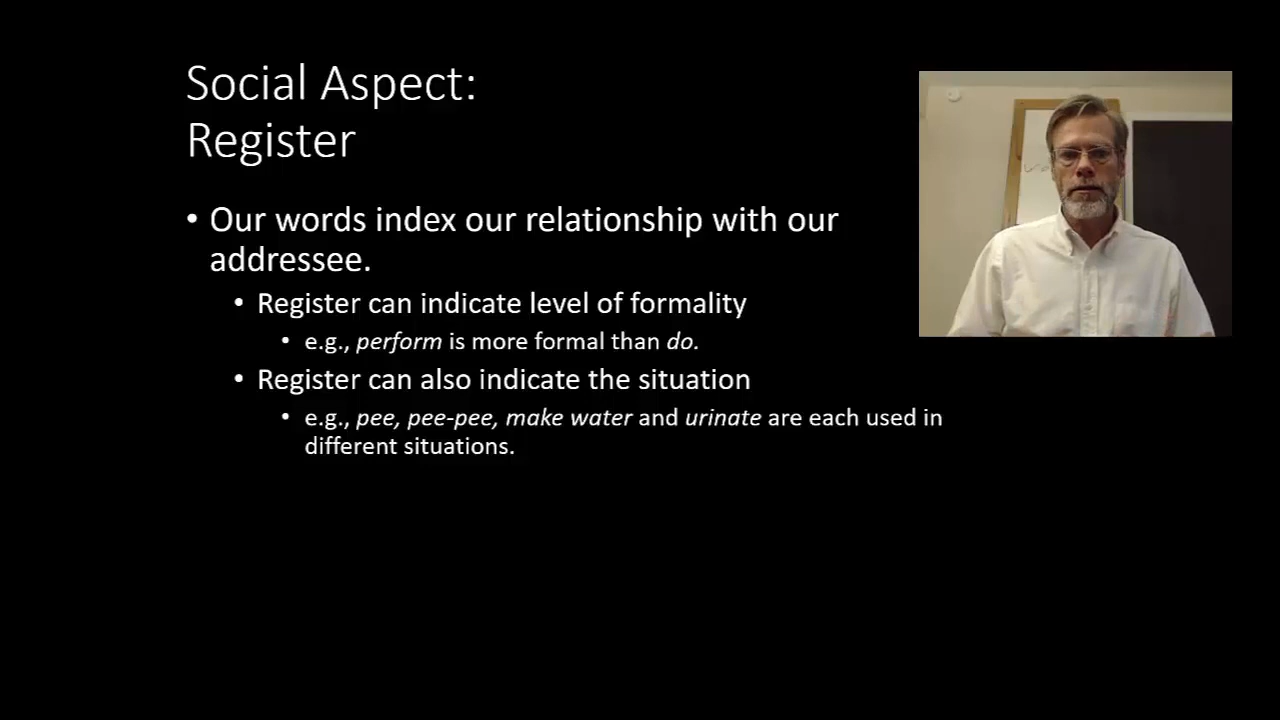 Social Aspect:
Register
• Our words index our relationship with our
addressee.
• Register can indicate level of formality
• e.g., perform is more formal than do.
• Register can also indicate the situation
• e.g., pee, pee-pee, make water and urinate are each used in
different situations.